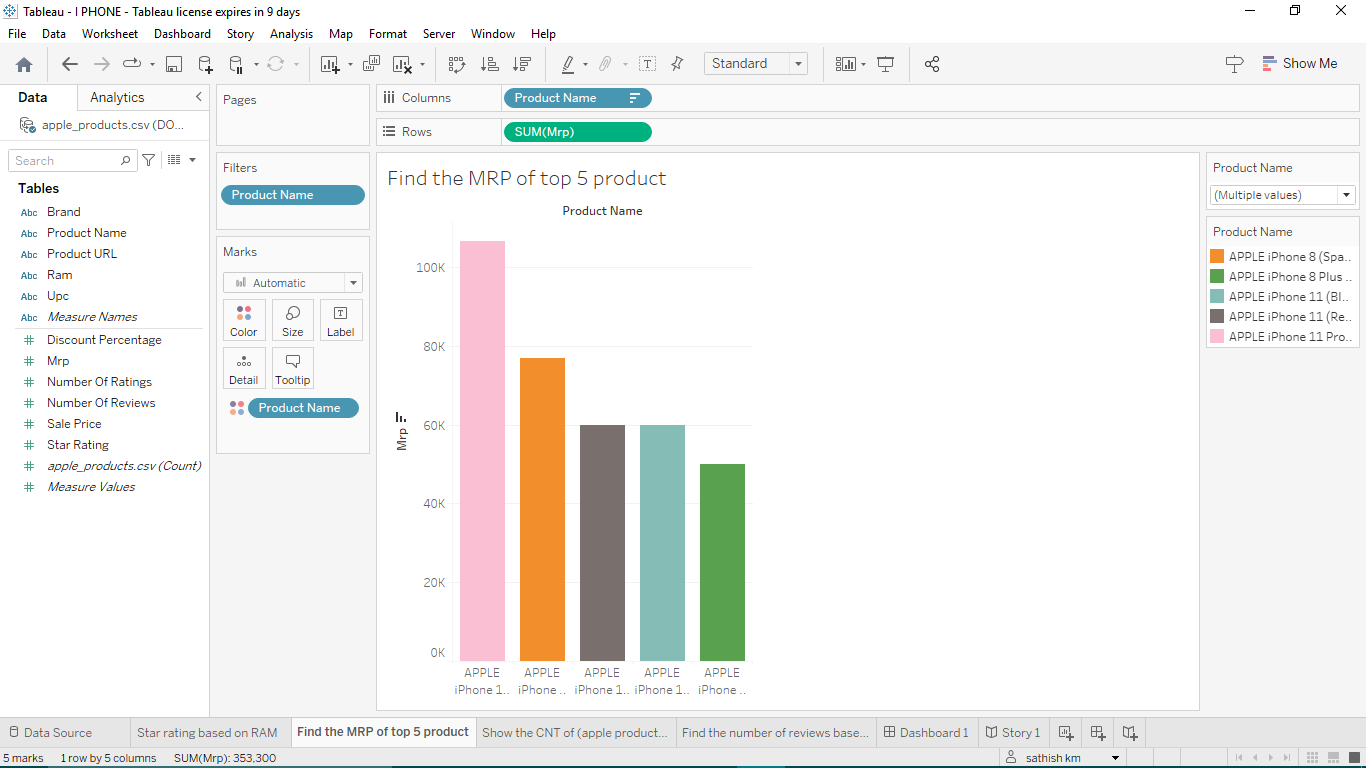 Tableau - I PHONE - Tableau license expires in 9 days
File Data Worksheet Dashboard Story Analysis Map Format Server Window Help
Standard
Show Me
Data Analytics
apple_products.csv (DO...
Search
Tables
Abc Brand
Abc Product Name
Abc Product URL
Abc Ram
Abc Upc
Abc Measure Names
# Discount Percentage
# Mrp
# Number Of Ratings
# Number Of Reviews
# Sale Price
# Star Rating
# apple_products.csv (Count)
# Measure Values
Pages
Filters
Product Name
Marks
Automatic
Color Size Label
Detail Tooltip
Product Name
Columns Product Name
Rows SUM(Mrp)
Find the MRP of top 5 product
Product Name
Mrp
100K
80K
60K
40K
20K
0K
APPLE APPLE APPLE APPLE APPLE
iPhone 1.. iPhone .. iPhone 1.. iPhone 1.. iPhone ..
Product Name
(Multiple values)
Product Name
APPLE iPhone 8 (Spa..
APPLE iPhone 8 Plus ..
APPLE iPhone 11 (Bl..
APPLE iPhone 11 (Re..
APPLE iPhone 11 Pro..
Data Source Star rating based on RAM Find the MRP of top 5 product Show the CNT of (apple product... Find the number of reviews base... Dashboard 1 Story 1
5 marks 1 row by 5 columns SUM(Mrp): 353,300 sathish km